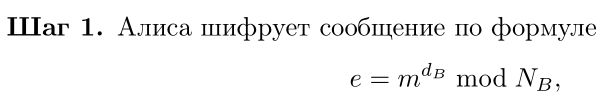 Шаг 1. Алиса шифрует сообщение по формуле
e = m^{d_B} mod N_B,